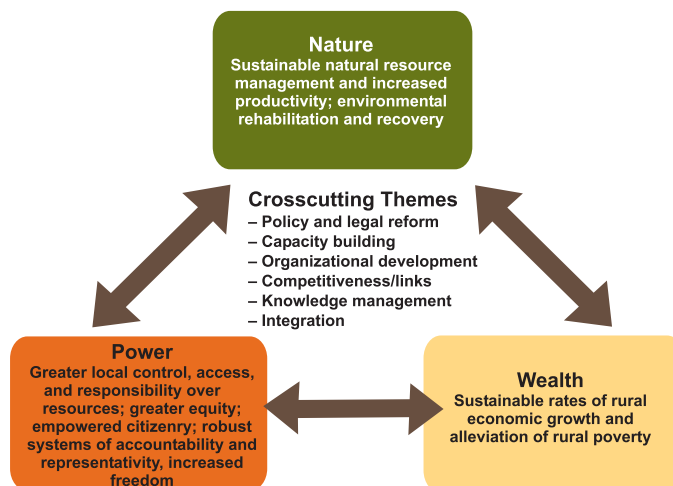 Nature
Sustainable natural resource
management and increased
productivity; environmental
rehabilitation and recovery
Crosscutting Themes
– Policy and legal reform
– Capacity building
– Organizational development
– Competitiveness/links
– Knowledge management
– Integration
Power
Greater local control, access,
and responsibility over
resources; greater equity;
empowered citizenry; robust
systems of accountability and
representativity, increased
freedom
Wealth
Sustainable rates of rural
economic growth and
alleviation of rural poverty